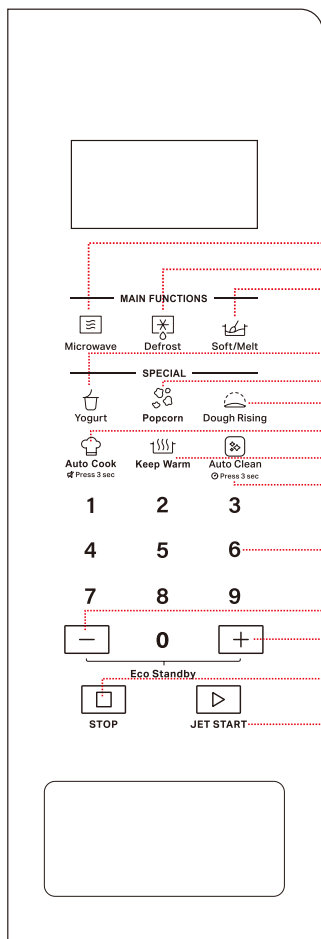 MAIN FUNCTIONS
Microwave Defrost Soft/Melt
SPECIAL
Yogurt Popcorn Dough Rising
Auto Cook Keep Warm Auto Clean
Press 3 sec Press 3 sec
1 2 3
4 5 6
7 8 9
− 0 +
Eco Standby
STOP JET START